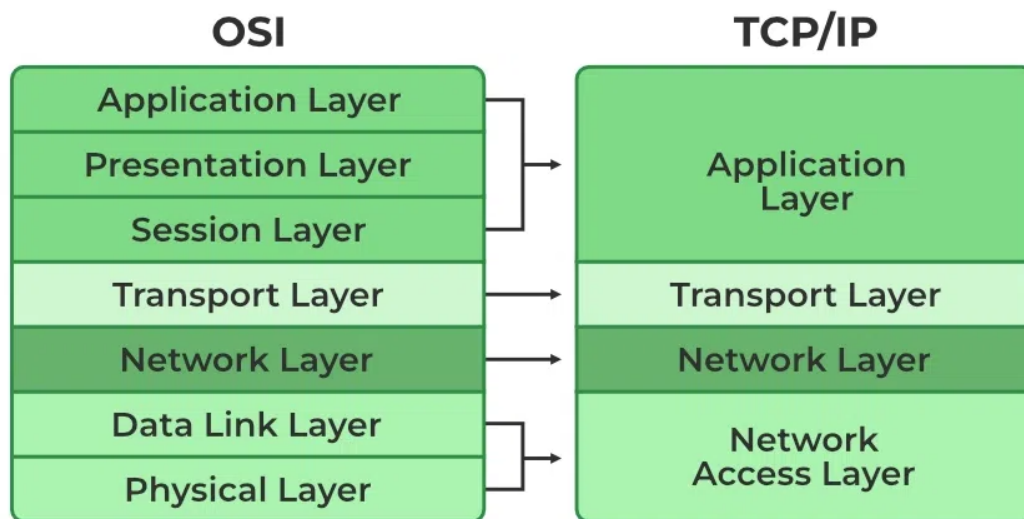 OSI
Application Layer
Presentation Layer
Session Layer
Transport Layer
Network Layer
Data Link Layer
Physical Layer
TCP/IP
Application
Layer
Transport Layer
Network Layer
Network
Access Layer